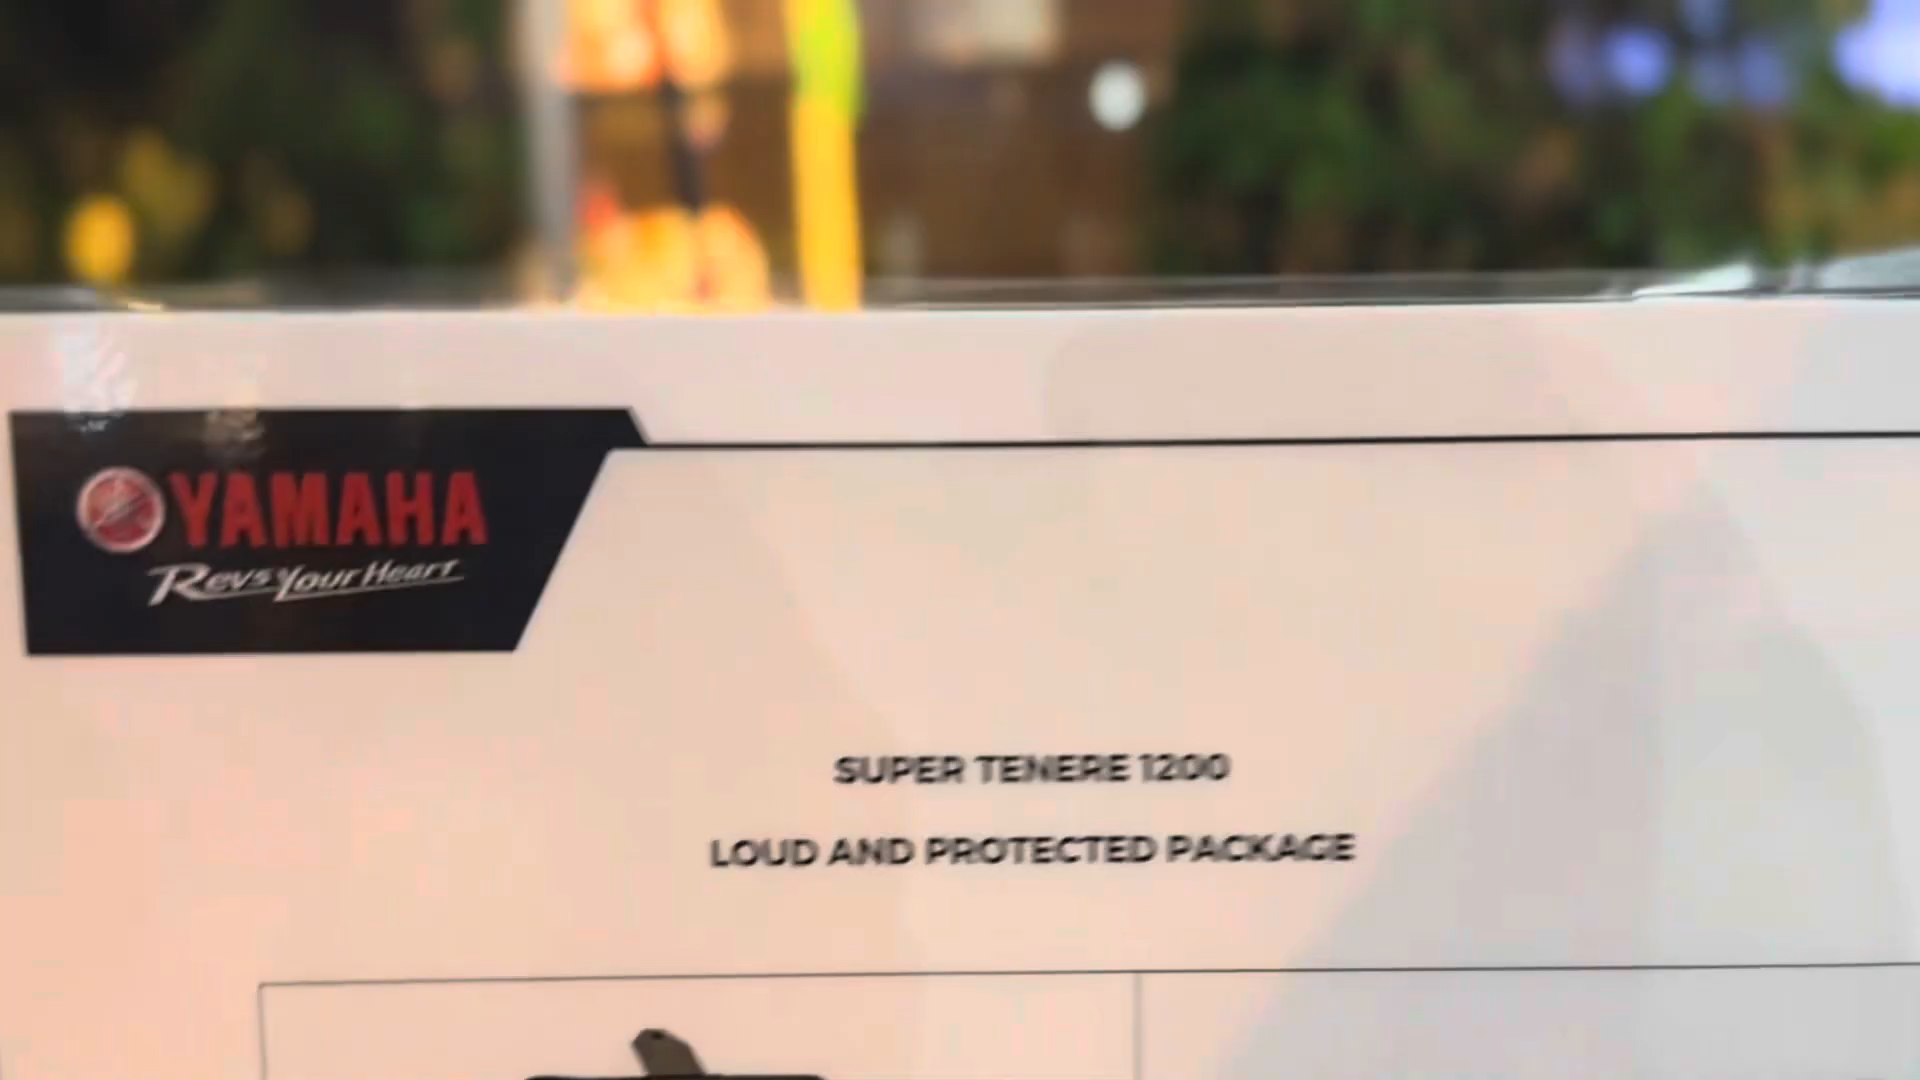 YAMAHA
Revs Your Heart
SUPER TENERE 1200
LOUD AND PROTECTED PACKAGE